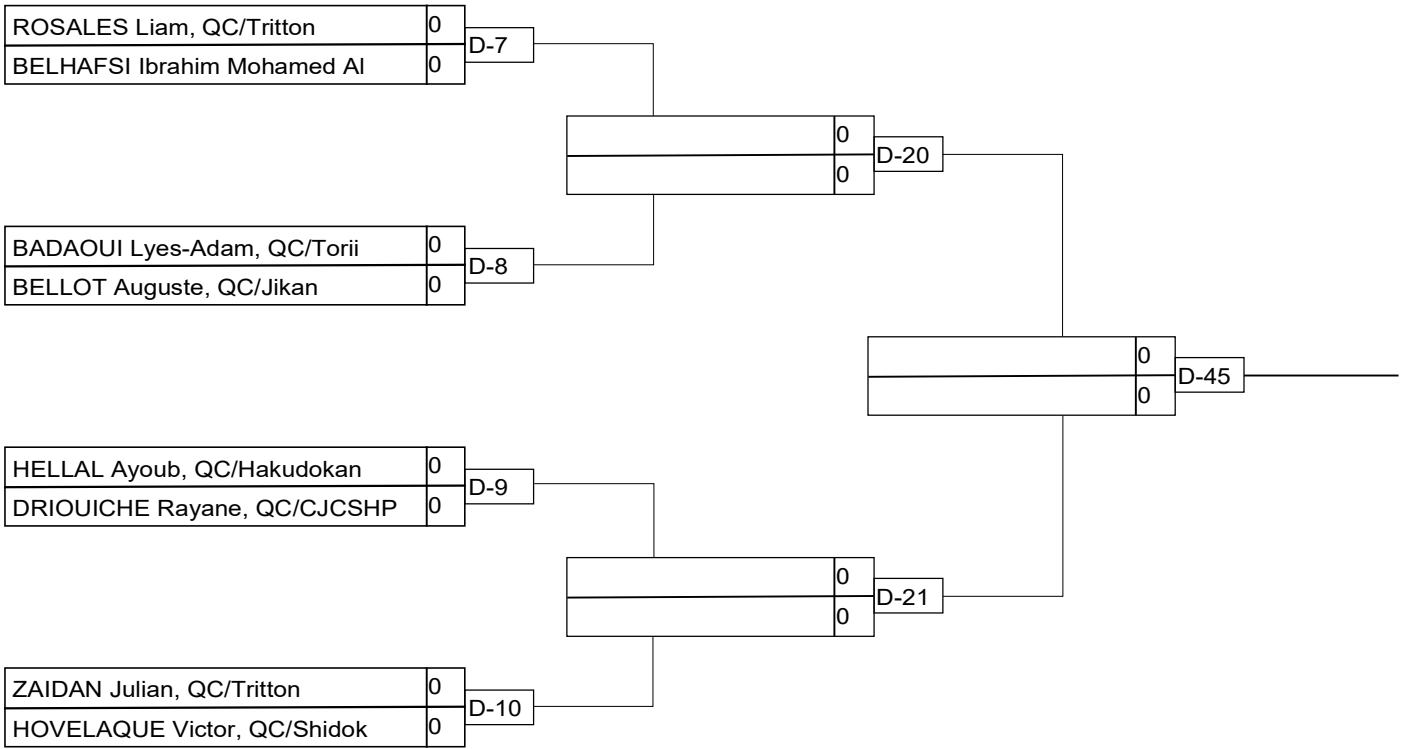 ROSALES Liam, QC/Tritton 0
D-7
BELHAFSI Ibrahim Mohamed Al 0
0
D-20
0
BADAOUI Lyes-Adam, QC/Torii 0
D-8
BELLOT Auguste, QC/Jikan 0
0
D-45
0
HELLAL Ayoub, QC/Hakudokan 0
D-9
DRIOUICHE Rayane, QC/CJCSHP 0
0
D-21
0
ZAIDAN Julian, QC/Tritton 0
D-10
HOVELAQUE Victor, QC/Shidok 0